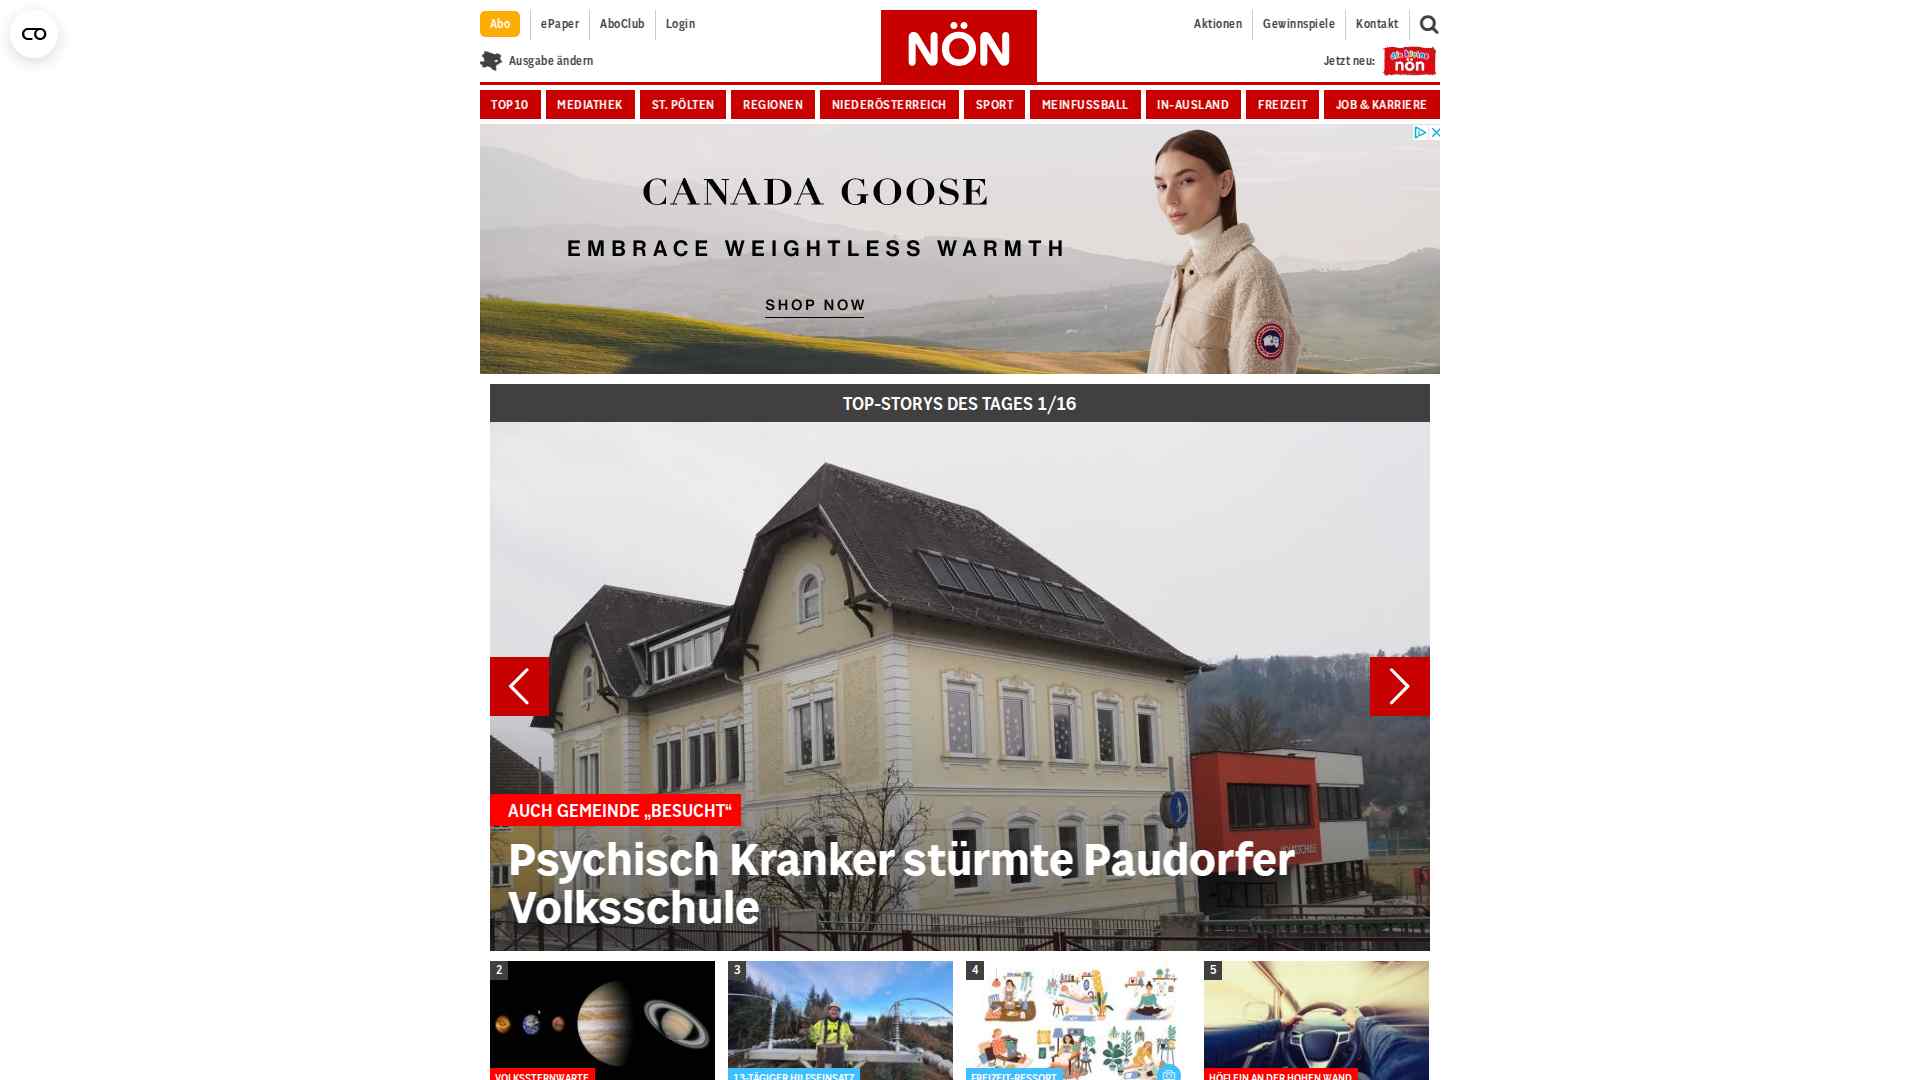 Abo
ePaper
AboClub
Login
NÖN
Aktionen
Gewinnspiele
Kontakt
Ausgabe ändern
Jetzt neu:
die kleine
nön
TOP10
MEDIATHEK
ST. PÖLTEN
REGIONEN
NIEDERÖSTERREICH
SPORT
MEINFUSSBALL
IN-AUSLAND
FREIZEIT
JOB & KARRIERE
CANADA GOOSE
EMBRACE WEIGHTLESS WARMTH
SHOP NOW
TOP-STORYS DES TAGES 1/16
AUCH GEMEINDE „BESUCHT“
Psychisch Kranker stürmte Paudorfer
Volksschule
2
3
4
5
VOLKSSTERNWARTE
13-TÄGIGER HILFSEINSATZ
FREIZEIT-RESSORT
HÖFLEIN AN DER HOHEN WAND